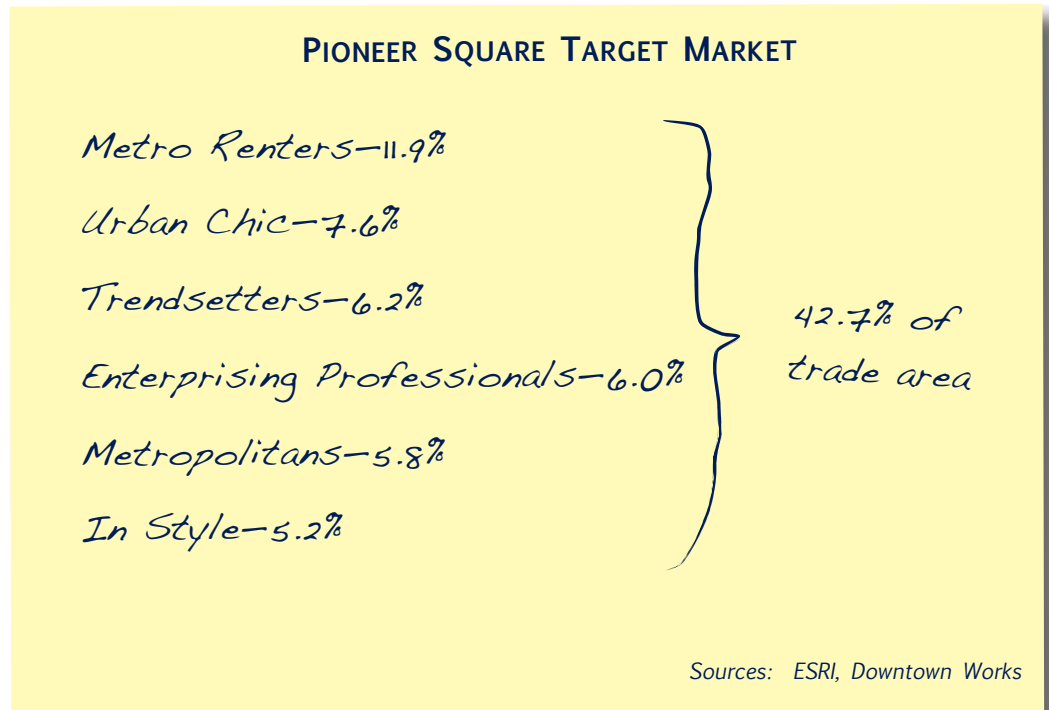 PIONEER SQUARE TARGET MARKET
Metro Renters—11.9%
Urban Chic—7.6%
Trendsetters—6.2%
Enterprising Professionals—6.0%
Metropolitans—5.8%
In Style—5.2%
42.7% of
trade area
Sources: ESRI, Downtown Works